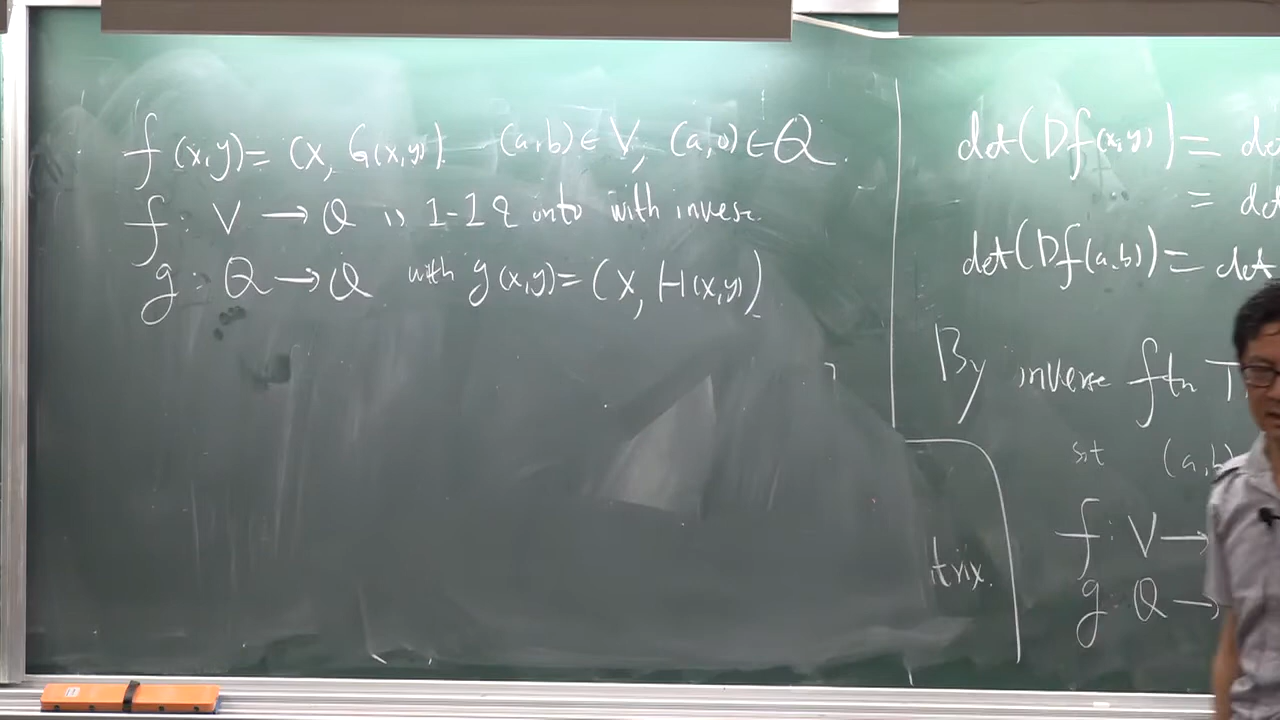 f(x,y) = (x, G(x,y)). (a,b) ∈ V, (a,0) ∈ Q.
f : V → Q is 1-1 & onto with inverse
g : Q → Q with g(x,y) = (x, H(x,y))
det(Df(x,y)) = de
= det
det(Df(a,b)) = det
By inverse ftn T
st (a,b)
trix.
f : V →
g : Q →